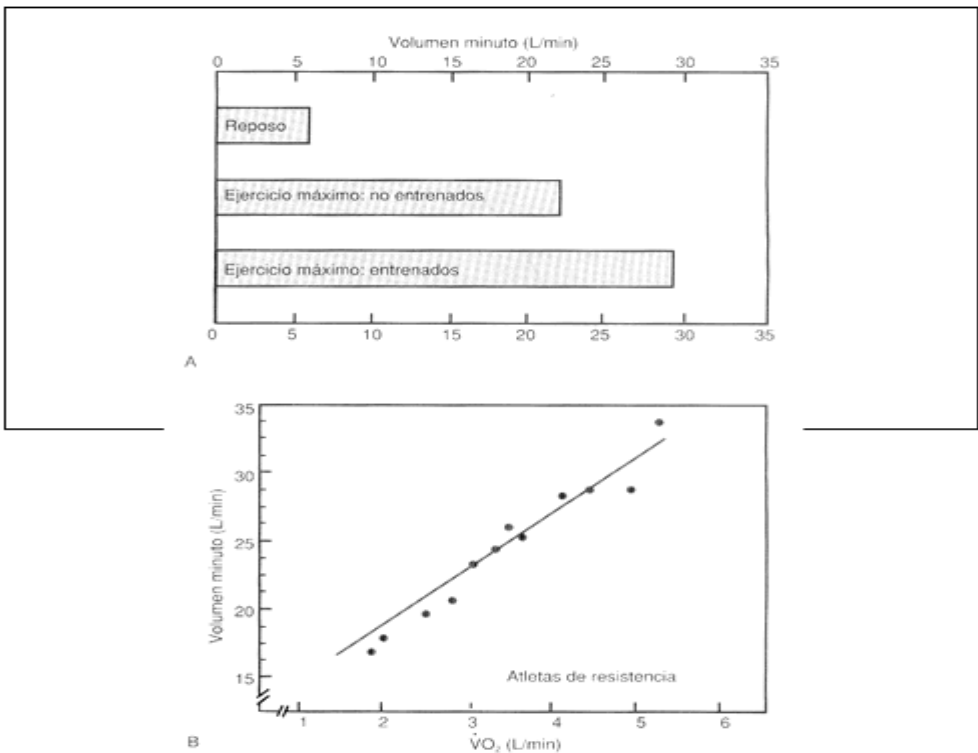 Volumen minuto (L/min)
0 5 10 15 20 25 30 35
Reposo
Ejercicio máximo: no entrenados
Ejercicio máximo: entrenados
0 5 10 15 20 25 30 35
A
35
30
25
20
15
Volumen minuto (L/min)
Atletas de resistencia
1 2 3 4 5 6
B
V̇O₂ (L/min)